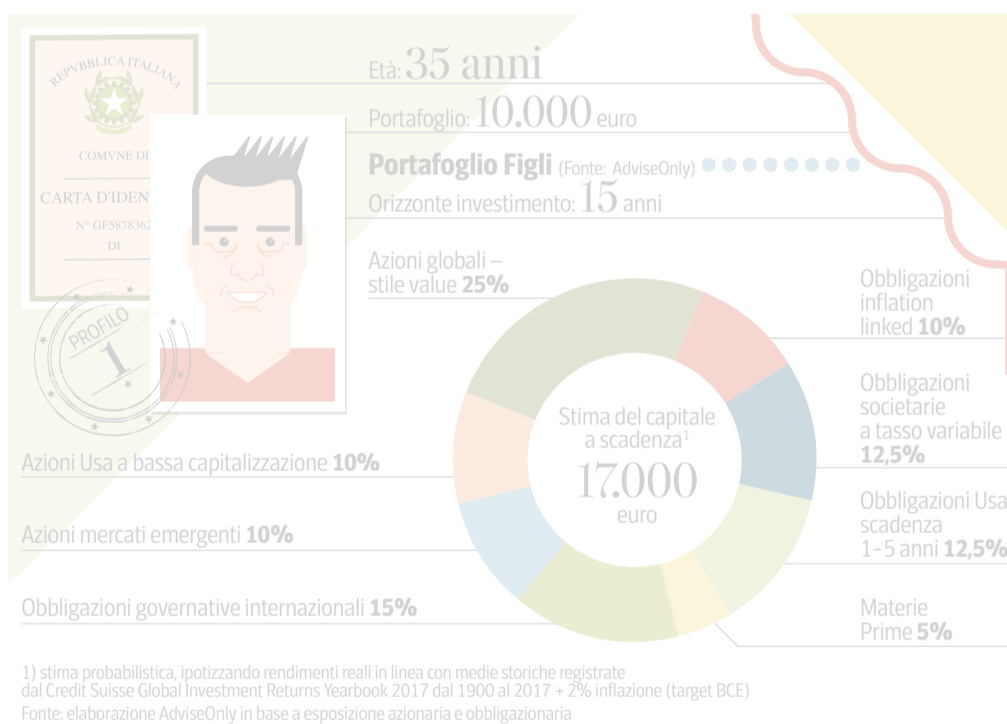 REPVBBLICA ITALIANA
COMVNE DI
CARTA D'IDEN
N° GF5878362
DI
PROFILO
1
Età: 35 anni
Portafoglio: 10.000 euro
Portafoglio Figli (Fonte: AdviseOnly)
Orizzonte investimento: 15 anni
Azioni globali –
stile value 25%
Obbligazioni
inflation
linked 10%
Obbligazioni
societarie
a tasso variabile
12,5%
Obbligazioni Usa
scadenza
1-5 anni 12,5%
Materie
Prime 5%
Stima del capitale
a scadenza¹
17.000
euro
Azioni Usa a bassa capitalizzazione 10%
Azioni mercati emergenti 10%
Obbligazioni governative internazionali 15%
1) stima probabilistica, ipotizzando rendimenti reali in linea con medie storiche registrate
dal Credit Suisse Global Investment Returns Yearbook 2017 dal 1900 al 2017 + 2% inflazione (target BCE)
Fonte: elaborazione AdviseOnly in base a esposizione azionaria e obbligazionaria